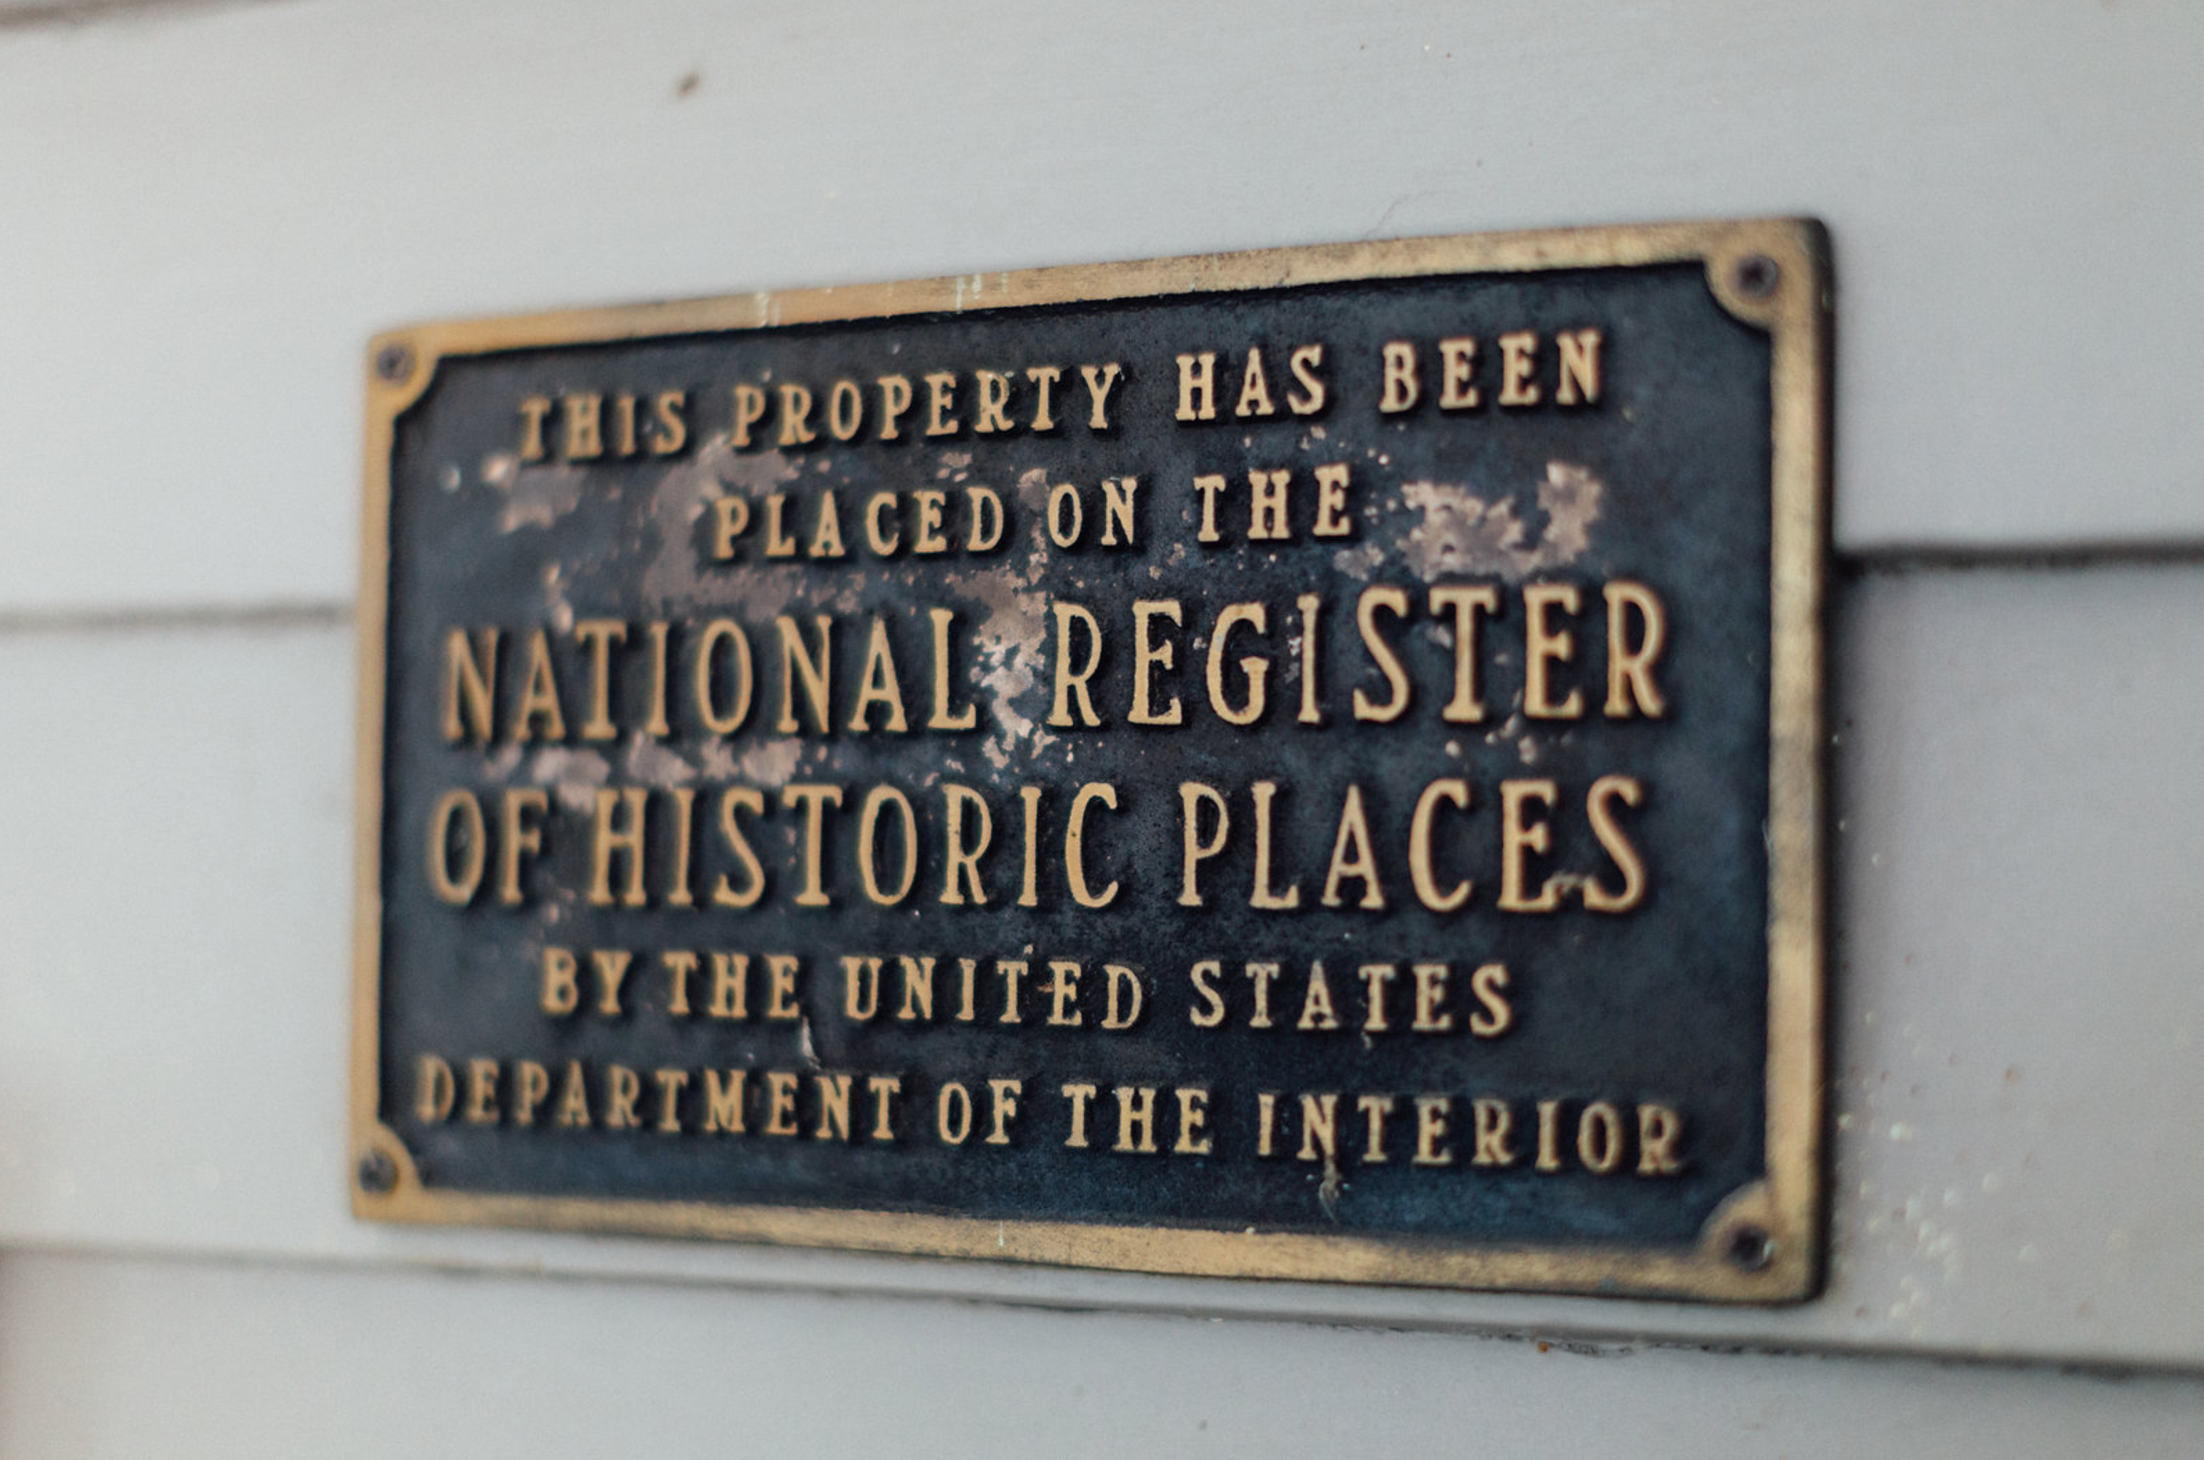 THIS PROPERTY HAS BEEN
PLACED ON THE
NATIONAL REGISTER
OF HISTORIC PLACES
BY THE UNITED STATES
DEPARTMENT OF THE INTERIOR